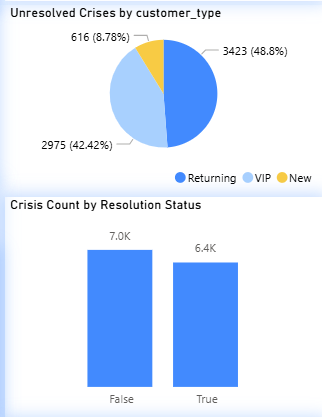 Unresolved Crises by customer_type
616 (8.78%)
3423 (48.8%)
2975 (42.42%)
Returning VIP New
Crisis Count by Resolution Status
7.0K
6.4K
False True